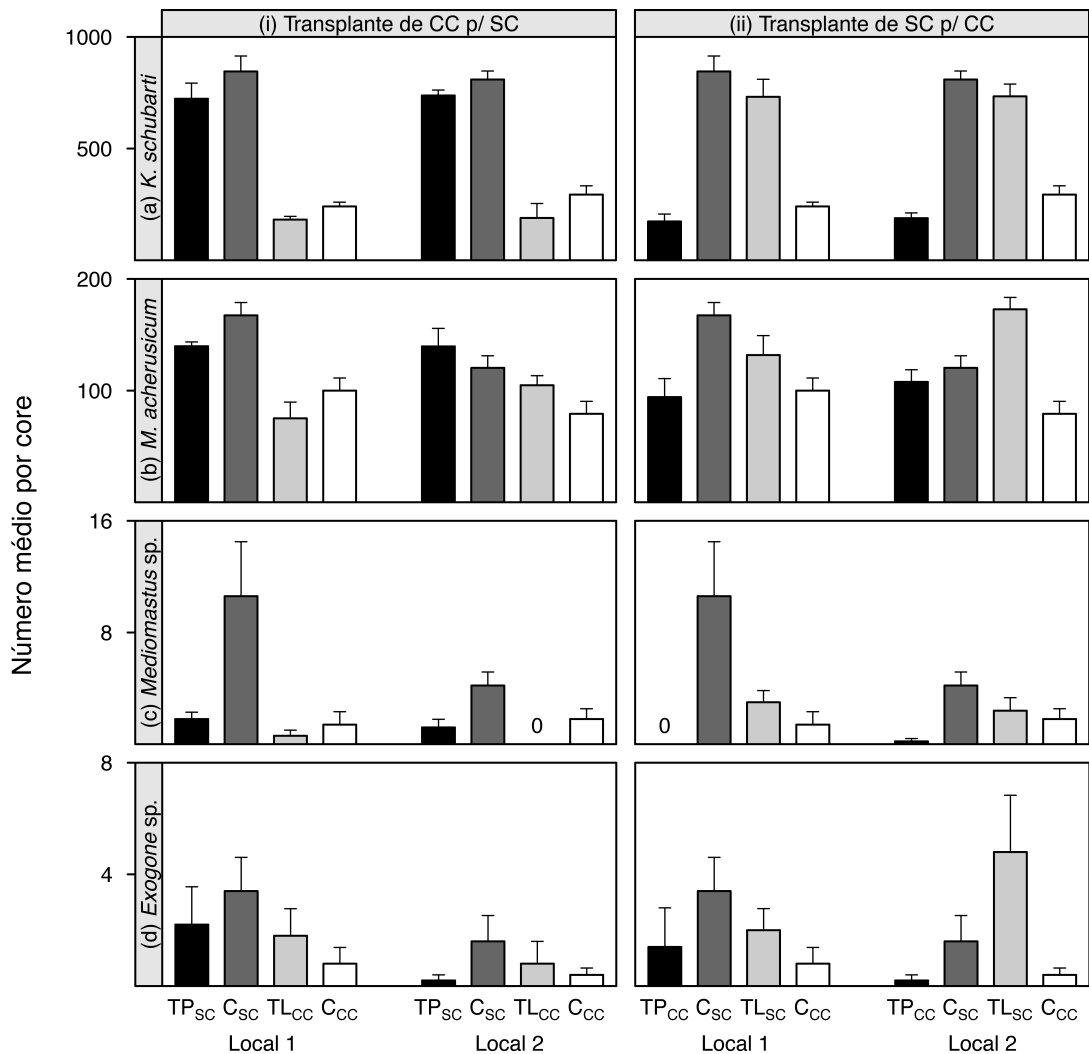 (i) Transplante de CC p/ SC
(ii) Transplante de SC p/ CC
Número médio por core
(a) K. schubarti
1000
500
(b) M. acherusicum
200
100
(c) Mediomastus sp.
16
8
0
0
(d) Exogone sp.
8
4
TPSC CSC TLCC CCC TPSC CSC TLCC CCC TPCC CSC TLSC CCC TPCC CSC TLSC CCC
Local 1 Local 2 Local 1 Local 2